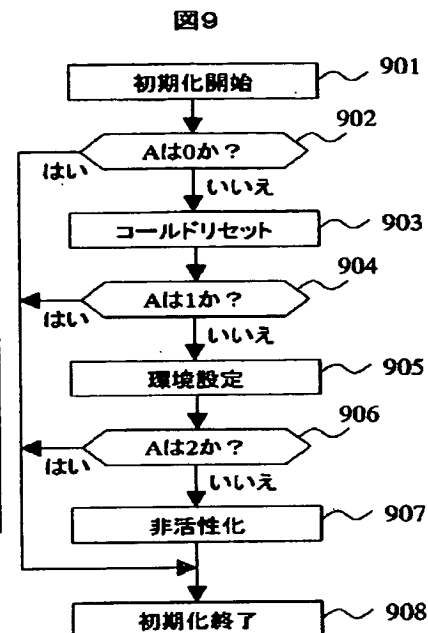 図9
初期化開始
901
902
Aは0か？
はい
いいえ
コールドリセット
903
904
Aは1か？
はい
いいえ
環境設定
905
906
Aは2か？
はい
いいえ
非活性化
907
初期化終了
908